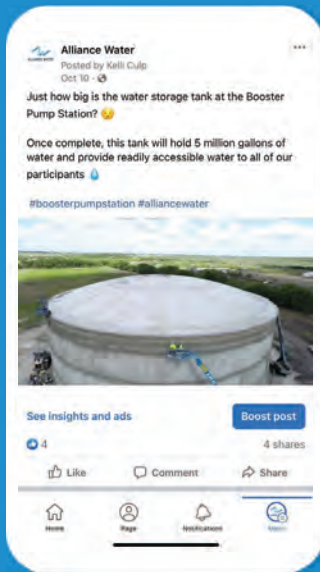 Alliance Water
Posted by Kelli Culp
Oct 10 ·
Just how big is the water storage tank at the Booster
Pump Station? 😏
Once complete, this tank will hold 5 million gallons of
water and provide readily accessible water to all of our
participants 💧
#boosterpumpstation #alliancewater
See insights and ads
Boost post
4
4 shares
Like
Comment
Share
Home
Page
Notifications
Menu